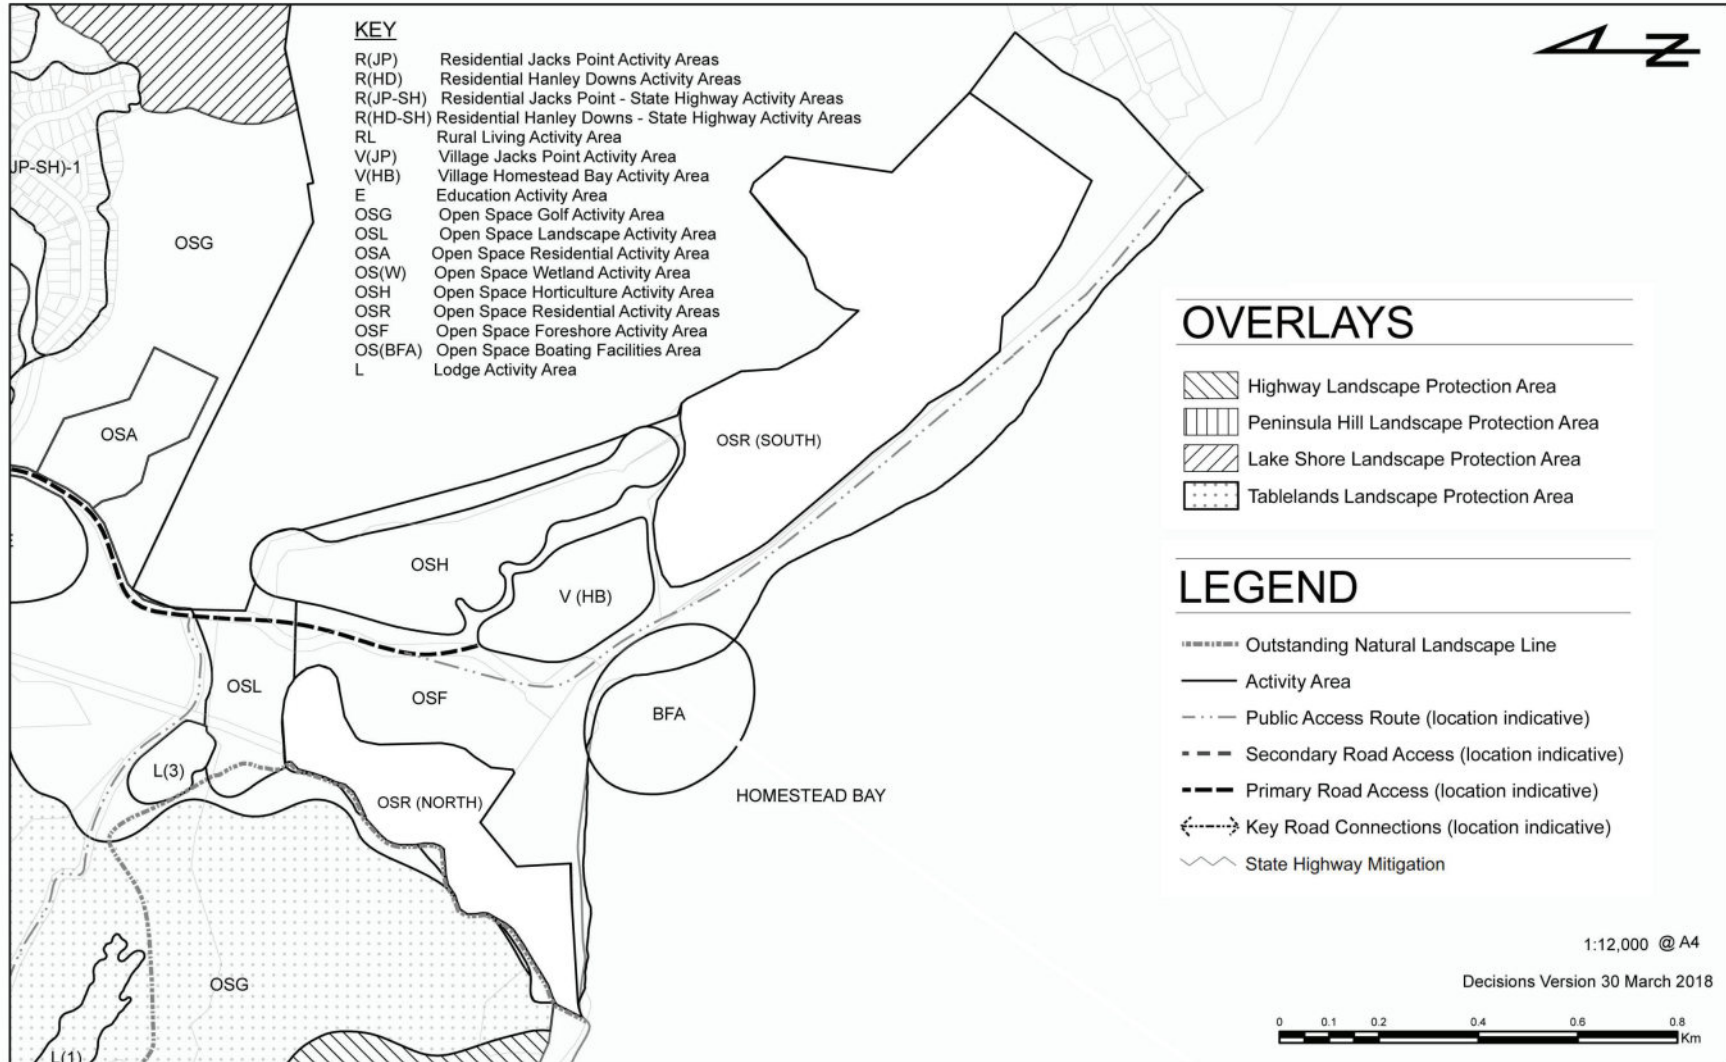 KEY
R(JP) Residential Jacks Point Activity Areas
R(HD) Residential Hanley Downs Activity Areas
R(JP-SH) Residential Jacks Point - State Highway Activity Areas
R(HD-SH) Residential Hanley Downs - State Highway Activity Areas
RL Rural Living Activity Area
V(JP) Village Jacks Point Activity Area
V(HB) Village Homestead Bay Activity Area
E Education Activity Area
OSG Open Space Golf Activity Area
OSL Open Space Landscape Activity Area
OSA Open Space Residential Activity Area
OS(W) Open Space Wetland Activity Area
OSH Open Space Horticulture Activity Area
OSR Open Space Residential Activity Areas
OSF Open Space Foreshore Activity Area
OS(BFA) Open Space Boating Facilities Area
L Lodge Activity Area
N
JP-SH)-1
OSG
OSA
OSR (SOUTH)
OSH
V (HB)
OSL
OSF
BFA
L(3)
OSR (NORTH)
HOMESTEAD BAY
OSG
L(1)
OVERLAYS
Highway Landscape Protection Area
Peninsula Hill Landscape Protection Area
Lake Shore Landscape Protection Area
Tablelands Landscape Protection Area
LEGEND
Outstanding Natural Landscape Line
Activity Area
Public Access Route (location indicative)
Secondary Road Access (location indicative)
Primary Road Access (location indicative)
Key Road Connections (location indicative)
State Highway Mitigation
1:12,000 @ A4
Decisions Version 30 March 2018
0 0.1 0.2 0.4 0.6 0.8
Km